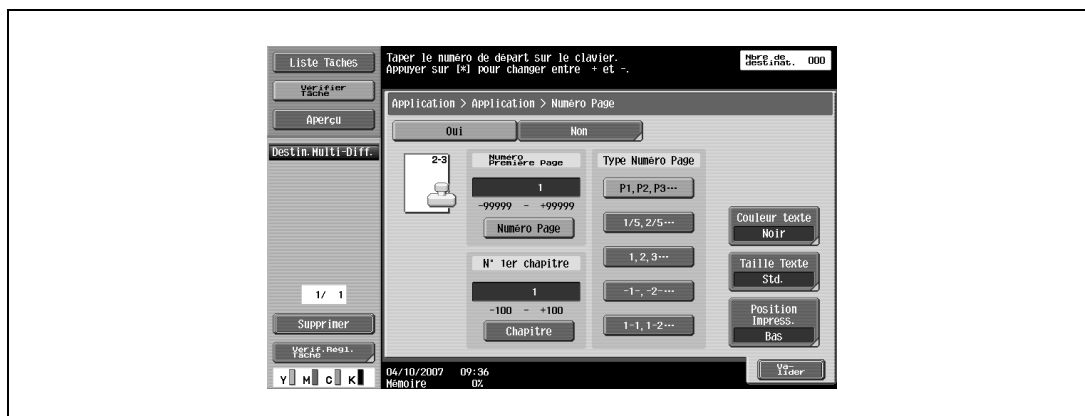 Liste Tâches
Vérifier
Tâche
Aperçu
Destin.Multi-Diff.
1/ 1
Supprimer
Vérif.Régl.
Tâche
Y M C K
Taper le numéro de départ sur le clavier.
Appuyer sur [*] pour changer entre + et -.
Nbre de
destinat. 000
Application > Application > Numéro Page
Oui
Non
2-3
Numéro
Première page
1
-99999 - +99999
Numéro Page
N° 1er chapitre
1
-100 - +100
Chapitre
Type Numéro Page
P1,P2,P3…
1/5,2/5…
1,2,3…
-1-,-2-…
1-1,1-2…
Couleur texte
Noir
Taille Texte
Std.
Position
Impress.
Bas
04/10/2007 09:36
Mémoire 0%
Va-
lider